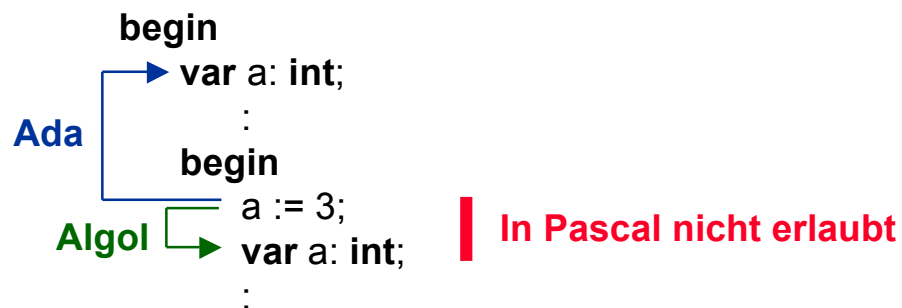 begin
var a: int;
:
Ada
begin
a := 3;
Algol
In Pascal nicht erlaubt
var a: int;
: